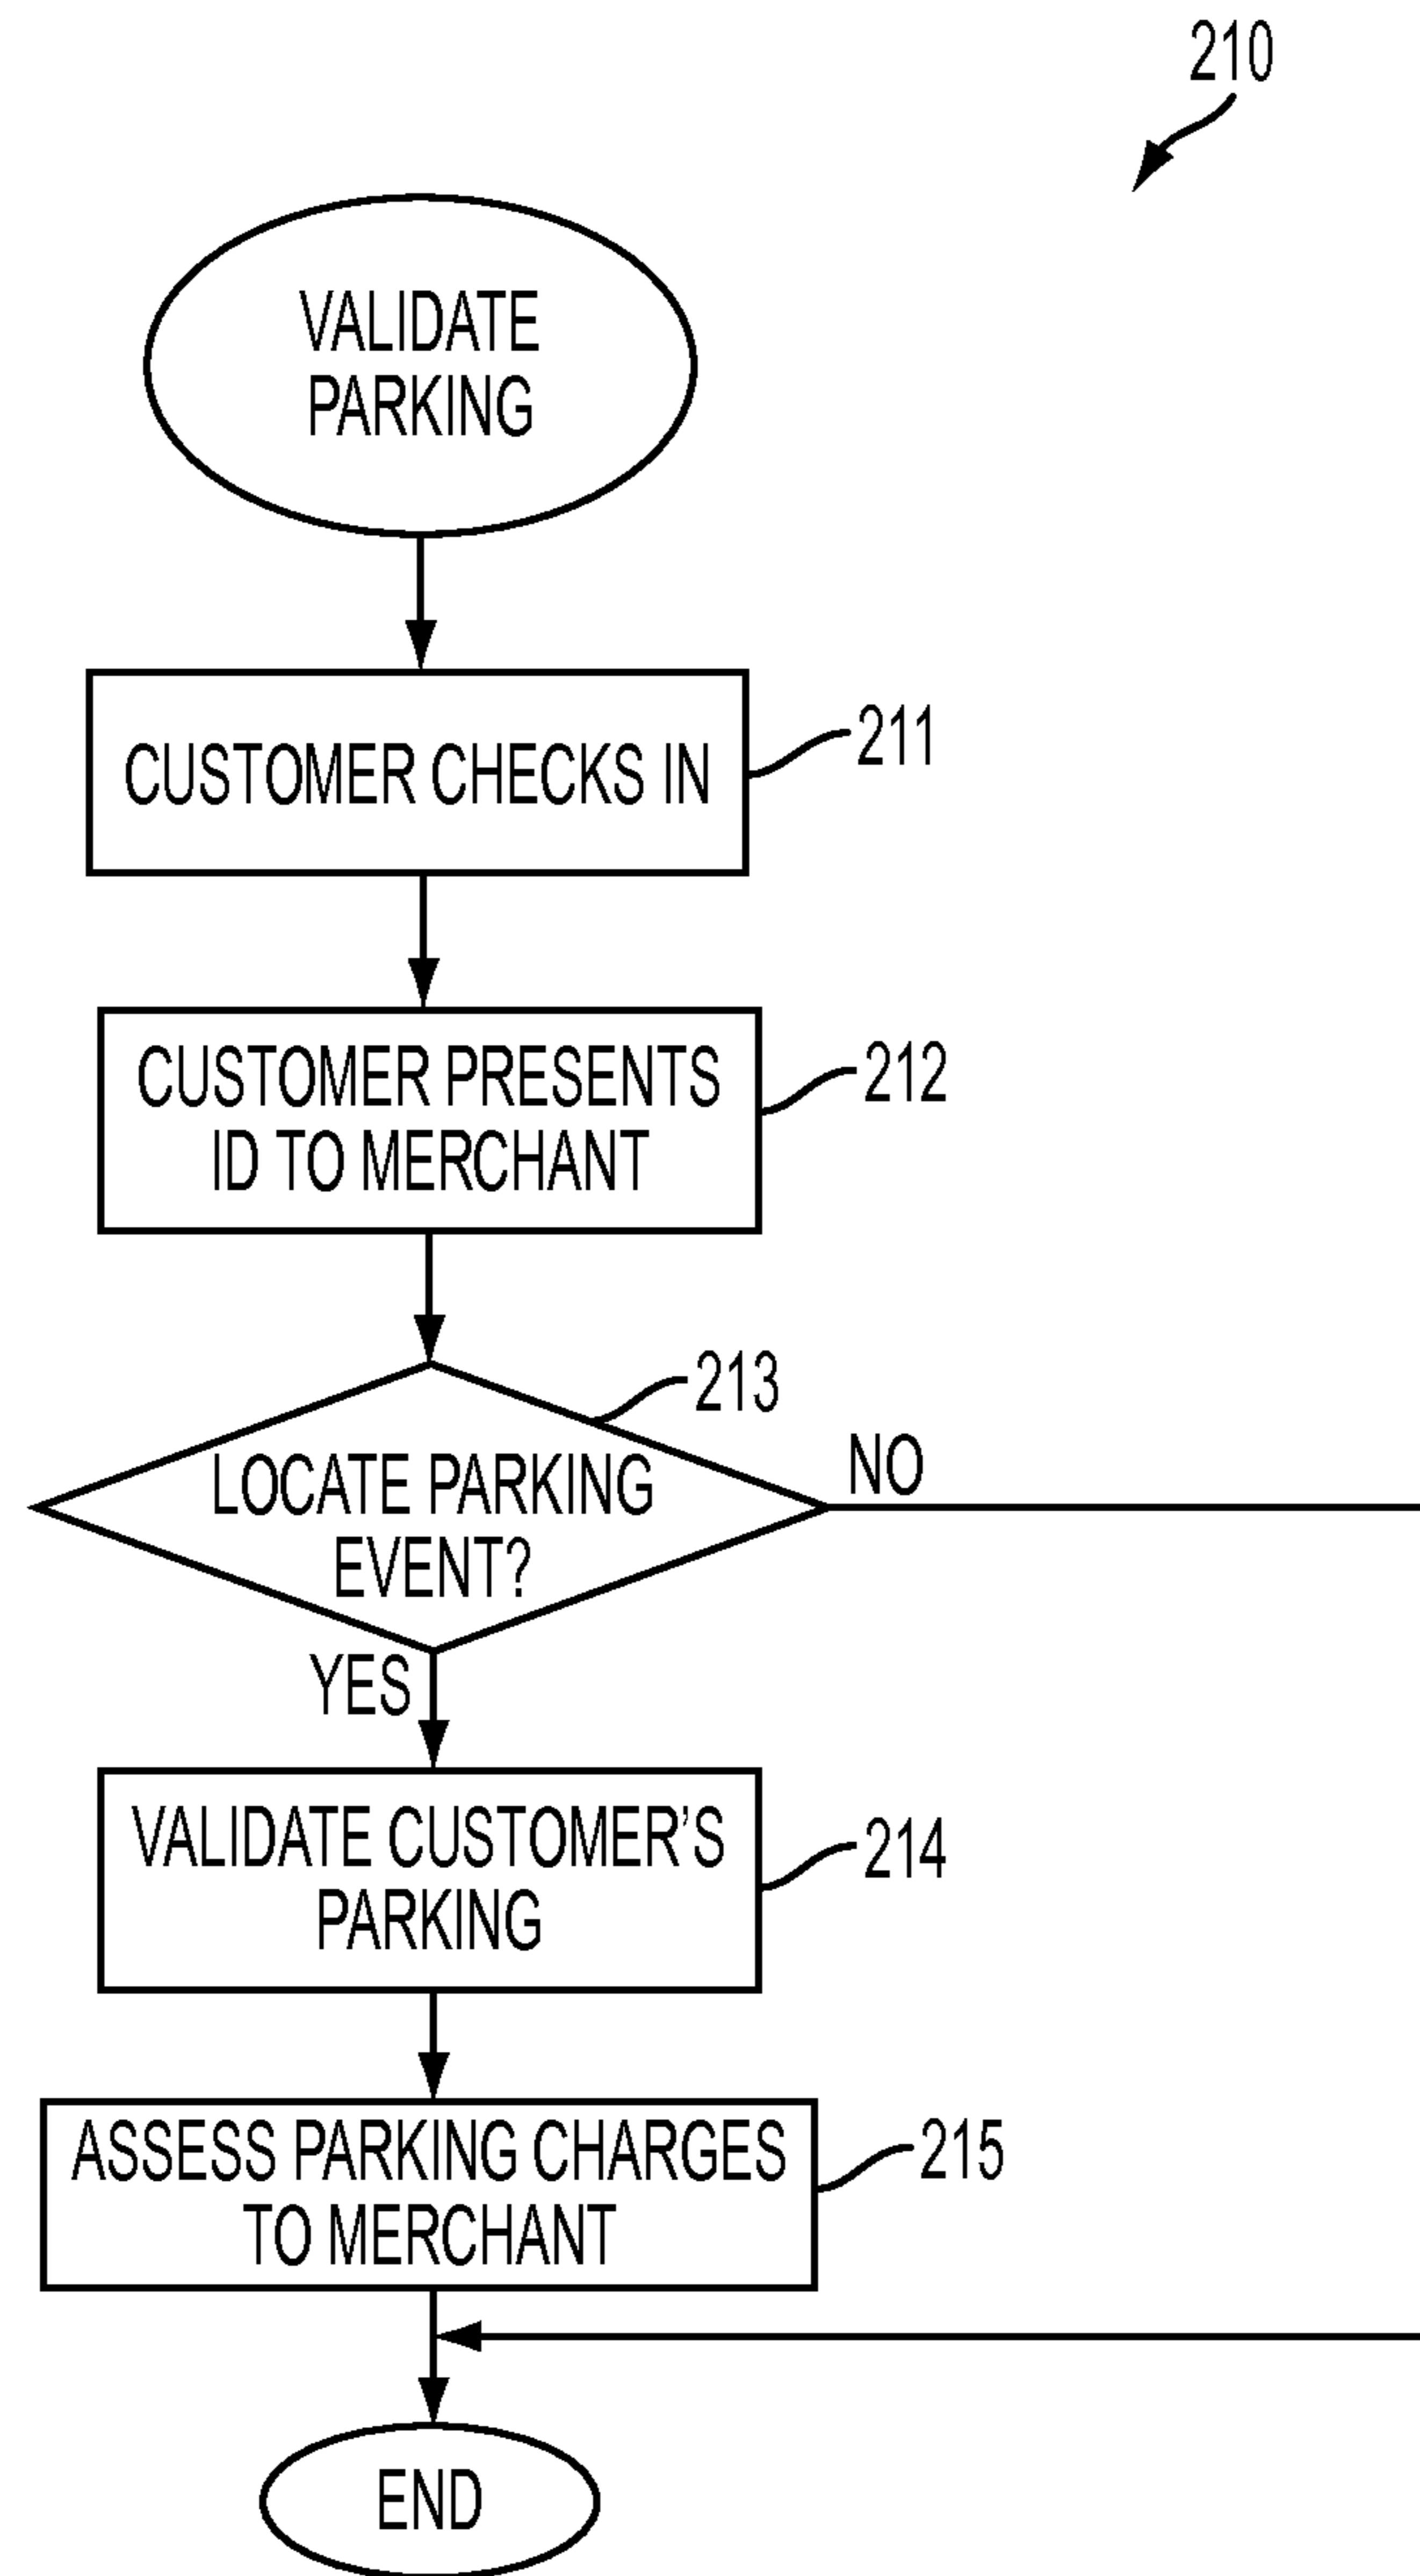 210
VALIDATE
PARKING
CUSTOMER CHECKS IN
211
CUSTOMER PRESENTS
ID TO MERCHANT
212
213
LOCATE PARKING
EVENT?
NO
YES
VALIDATE CUSTOMER'S
PARKING
214
ASSESS PARKING CHARGES
TO MERCHANT
215
END